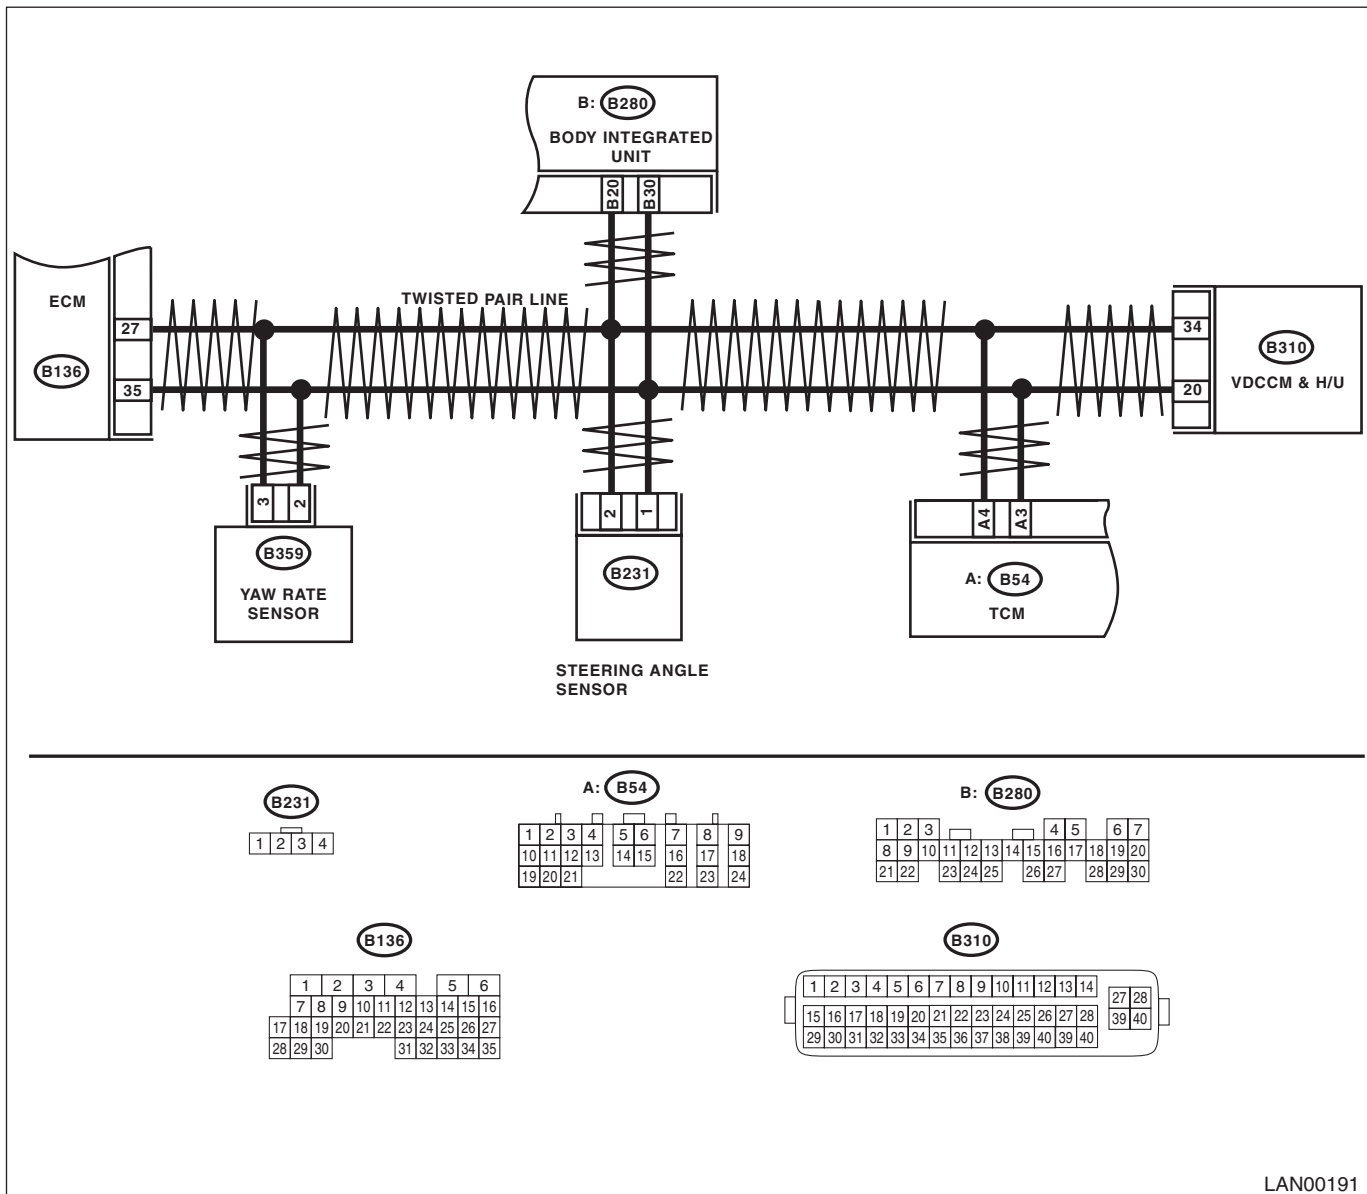 B: B280
BODY INTEGRATED
UNIT
B20 B30
ECM
TWISTED PAIR LINE
27
34
B136
B310
35
20
VDCCM & H/U
3 2
2 1
A4 A3
B359
B231
A: B54
YAW RATE
SENSOR
TCM
STEERING ANGLE
SENSOR
B231
1 2 3 4
A: B54
1 2 3 4 5 6 7 8 9
10 11 12 13 14 15 16 17 18
19 20 21 22 23 24
B: B280
1 2 3 4 5 6 7
8 9 10 11 12 13 14 15 16 17 18 19 20
21 22 23 24 25 26 27 28 29 30
B136
1 2 3 4 5 6
7 8 9 10 11 12 13 14 15 16
17 18 19 20 21 22 23 24 25 26 27
28 29 30 31 32 33 34 35
B310
1 2 3 4 5 6 7 8 9 10 11 12 13 14
27 28
15 16 17 18 19 20 21 22 23 24 25 26 27 28
39 40
29 30 31 32 33 34 35 36 37 38 39 40 39 40
LAN00191